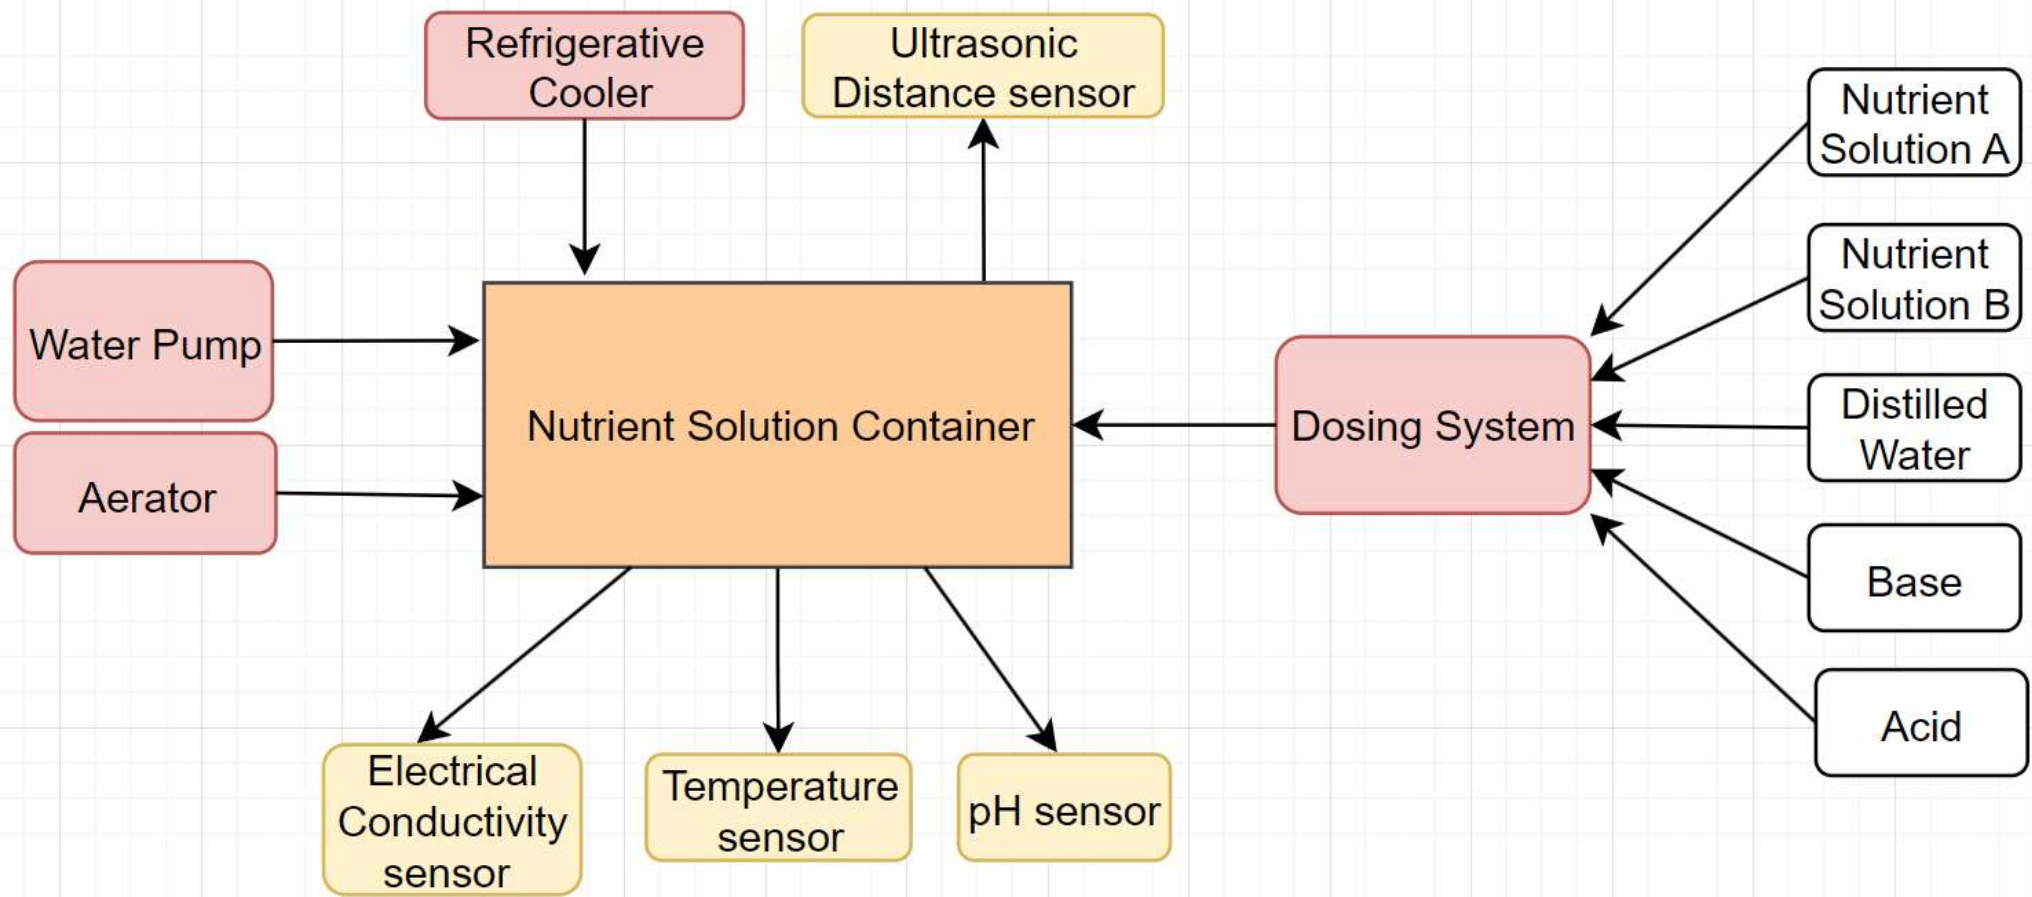 Refrigerative
Cooler
Ultrasonic
Distance sensor
Nutrient
Solution A
Nutrient
Solution B
Water Pump
Distilled
Water
Nutrient Solution Container
Dosing System
Aerator
Base
Acid
Electrical
Conductivity
sensor
Temperature
sensor
pH sensor